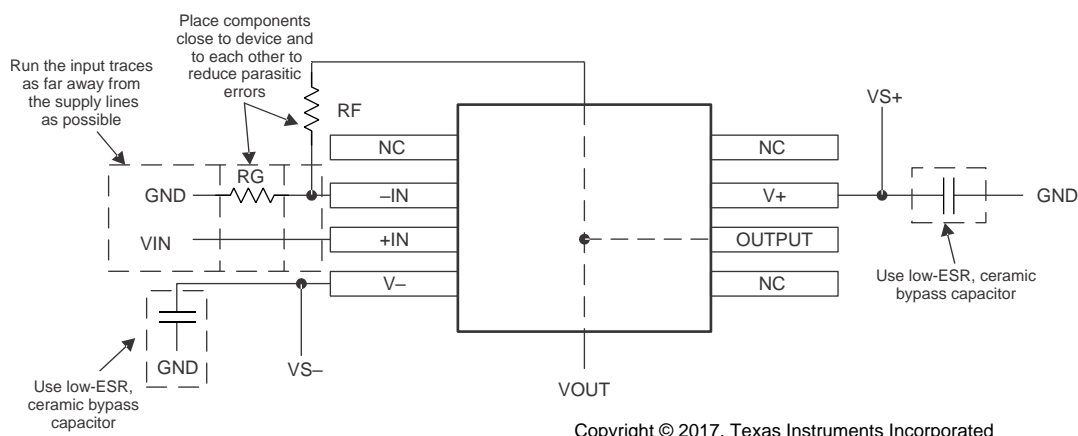 Place components
close to device and
to each other to
reduce parasitic
errors
Run the input traces
as far away from
the supply lines
as possible
RF
VS+
NC
NC
RG
GND
–IN
V+
GND
VIN
+IN
OUTPUT
V–
NC
Use low-ESR, ceramic
bypass capacitor
GND
VS–
VOUT
Use low-ESR,
ceramic bypass
capacitor
Copyright © 2017, Texas Instruments Incorporated